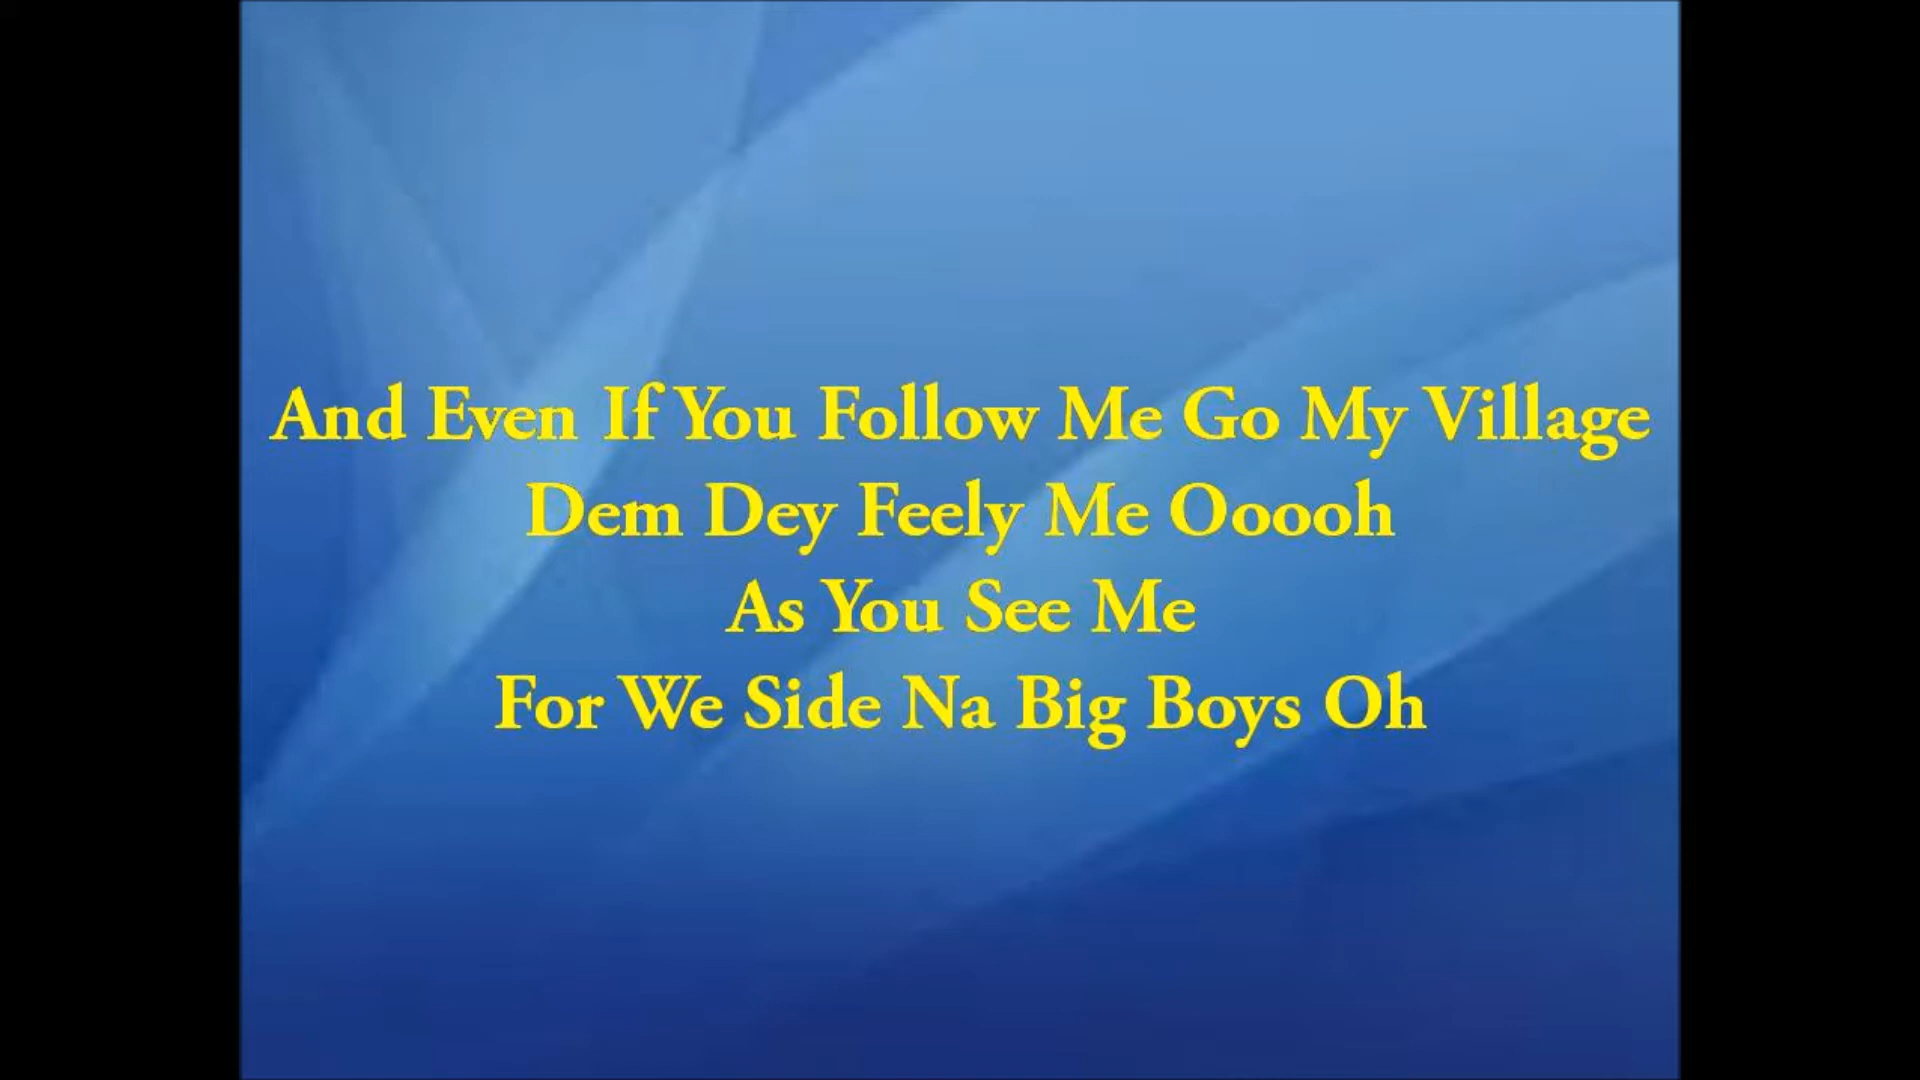 And Even If You Follow Me Go My Village
Dem Dey Feely Me Ooooh
As You See Me
For We Side Na Big Boys Oh